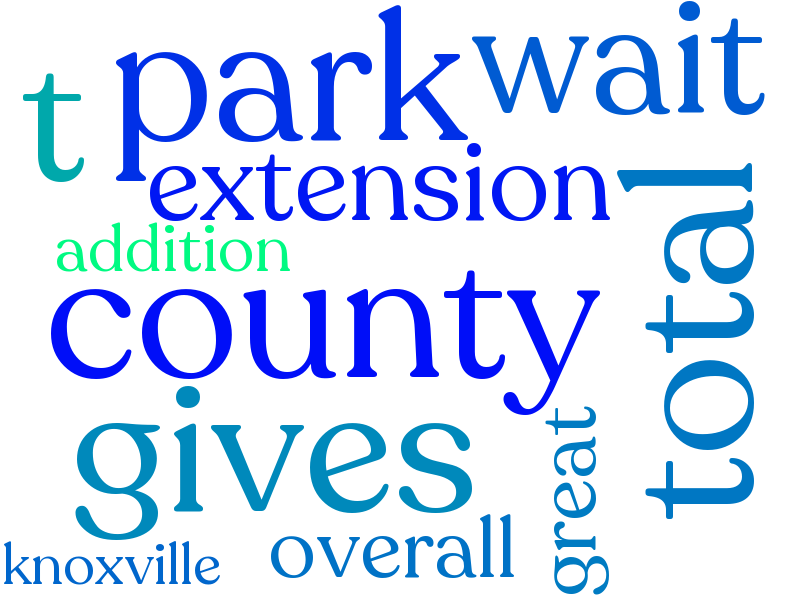 t
park
wait
extension
addition
total
county
gives
great
overall
knoxville